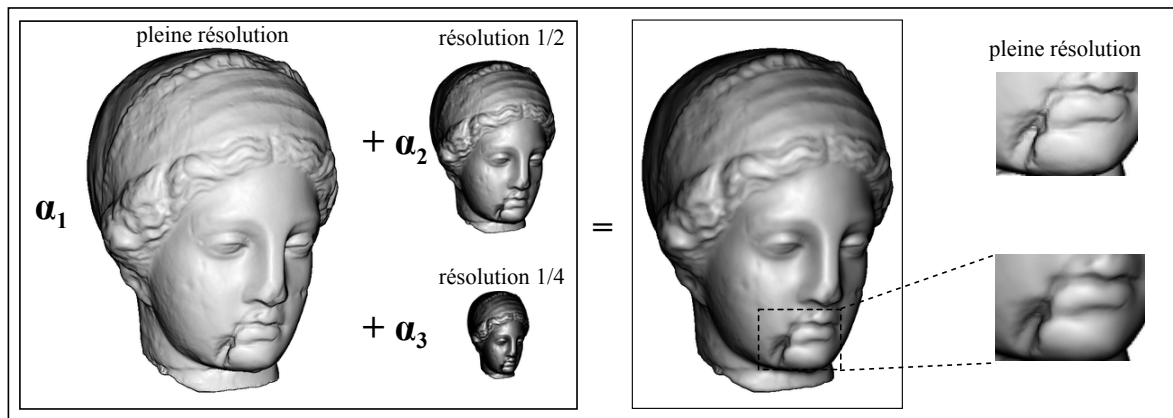 pleine résolution
résolution 1/2
α1
+ α2
résolution 1/4
+ α3
=
pleine résolution